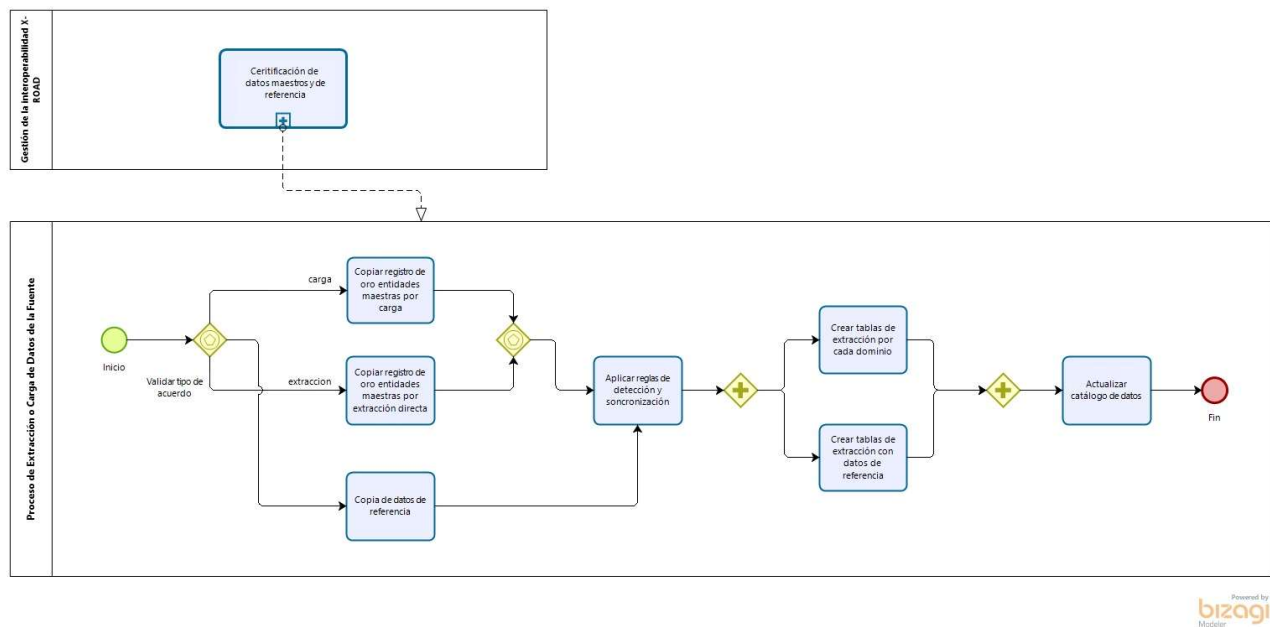 Gestión de la interoperabilidad X-
ROAD
Ceritificación de
datos maestros y de
referencia
Proceso de Extracción o Carga de Datos de la Fuente
Inicio
Validar tipo de
acuerdo
carga
Copiar registro de
oro entidades
maestras por
carga
extraccion
Copiar registro de
oro entidades
maestras por
extracción directa
Copia de datos de
referencia
Aplicar reglas de
detección y
soncronización
Crear tablas de
extracción por
cada dominio
Crear tablas de
extracción con
datos de
referencia
Actualizar
catálogo de datos
Fin
Powered by
bizagi
Modeler